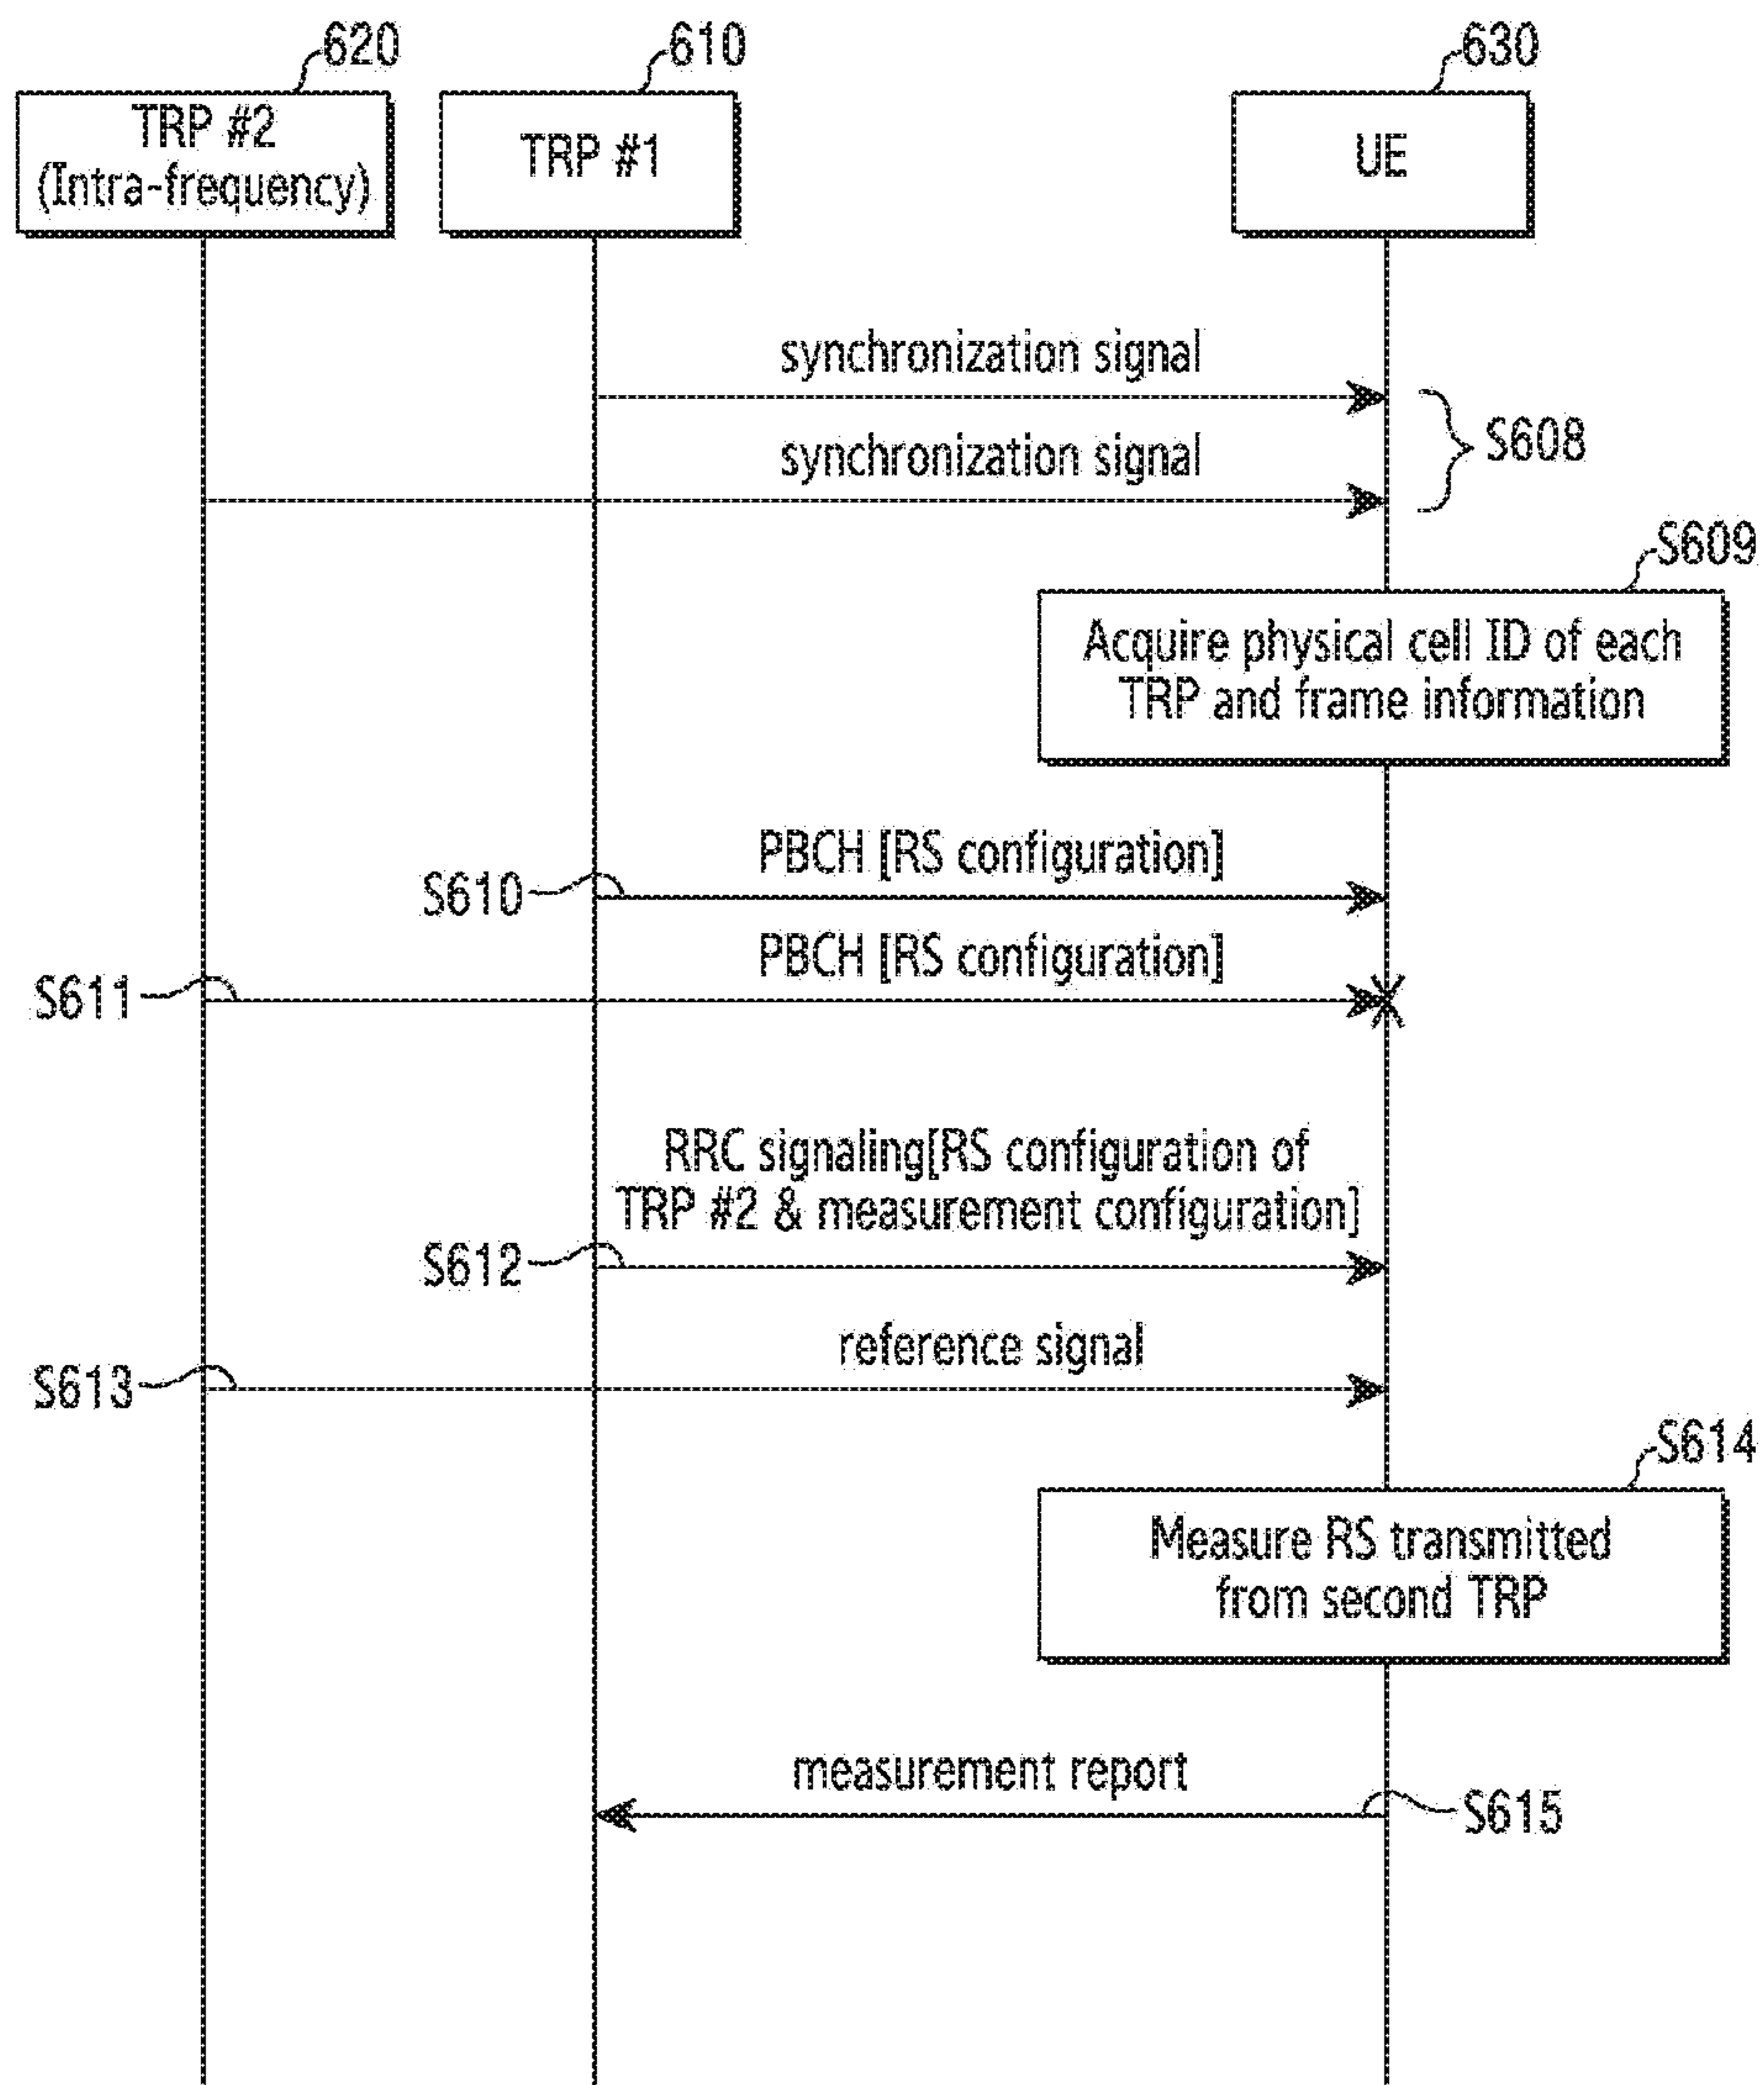 620
610
630
TRP #2
(Intra-frequency)
TRP #1
UE
synchronization signal
synchronization signal
S608
S609
Acquire physical cell ID of each
TRP and frame information
PBCH [RS configuration]
S610
PBCH [RS configuration]
S611
RRC signaling[RS configuration of
TRP #2 & measurement configuration]
S612
reference signal
S613
S614
Measure RS transmitted
from second TRP
measurement report
S615